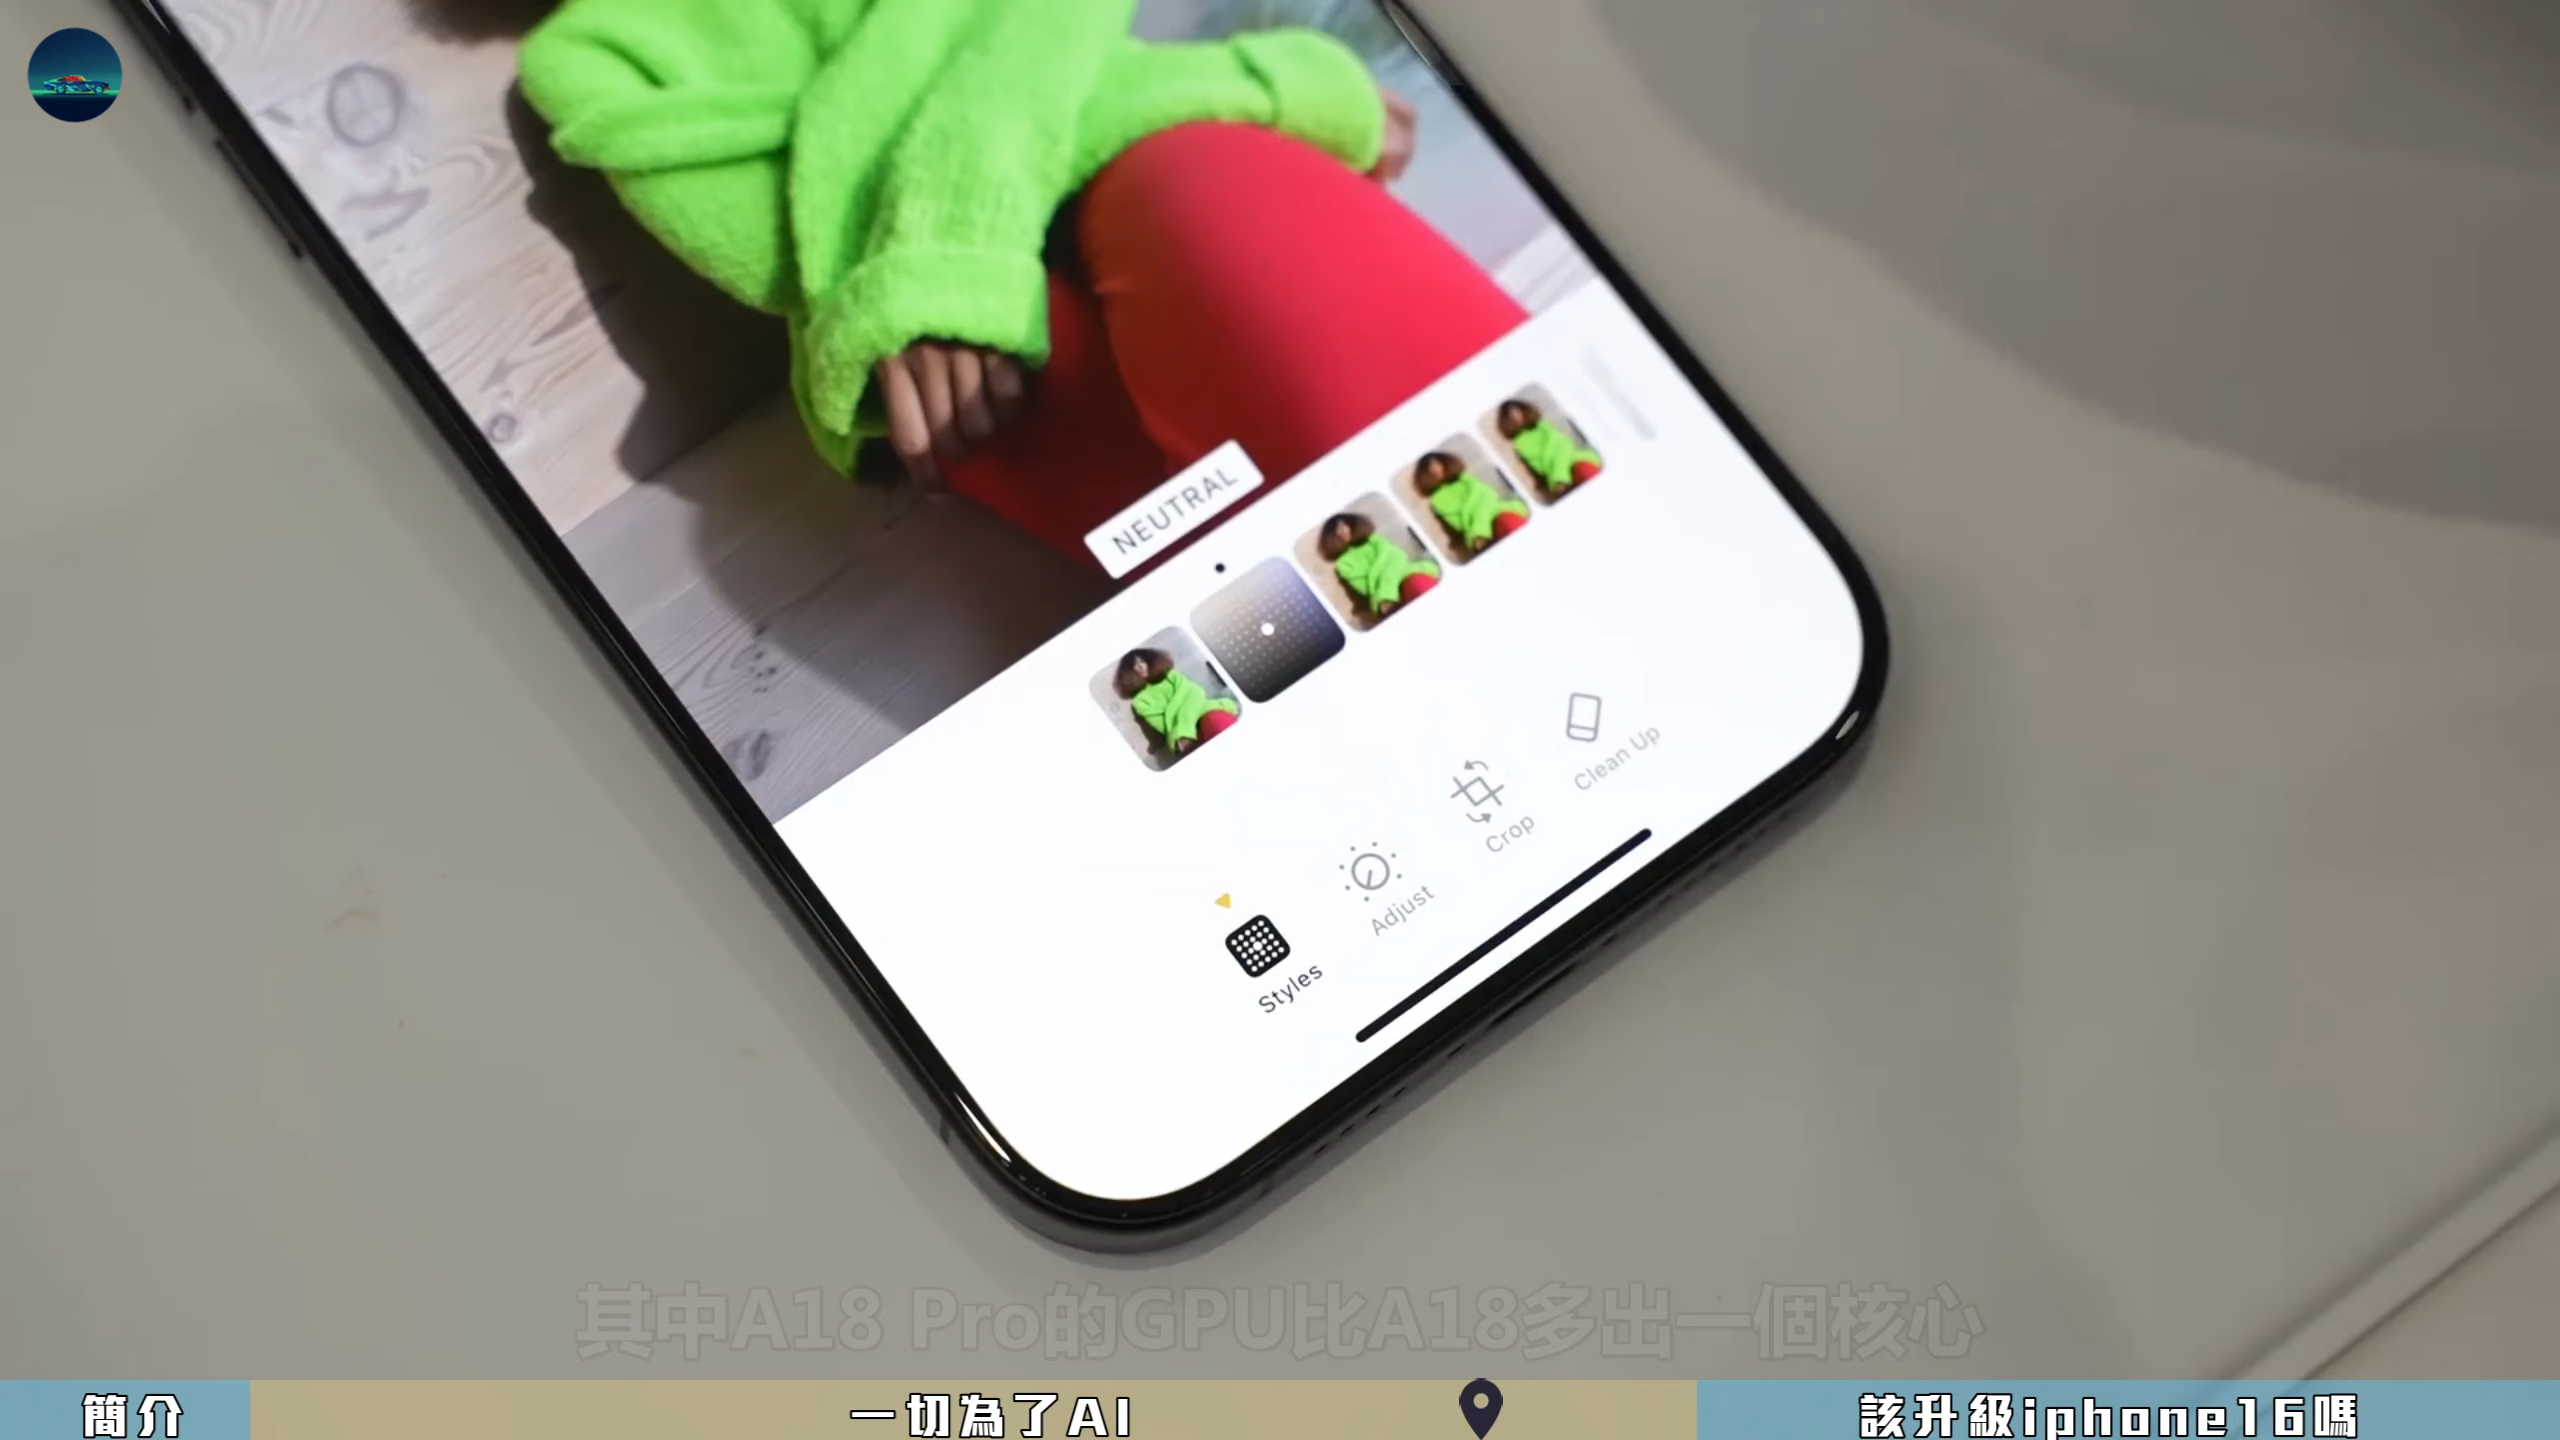 NEUTRAL
Clean Up
Crop
Adjust
Styles
其中A18 Pro的GPU比A18多出一個核心
簡介
一切為了AI
該升級iphone16嗎